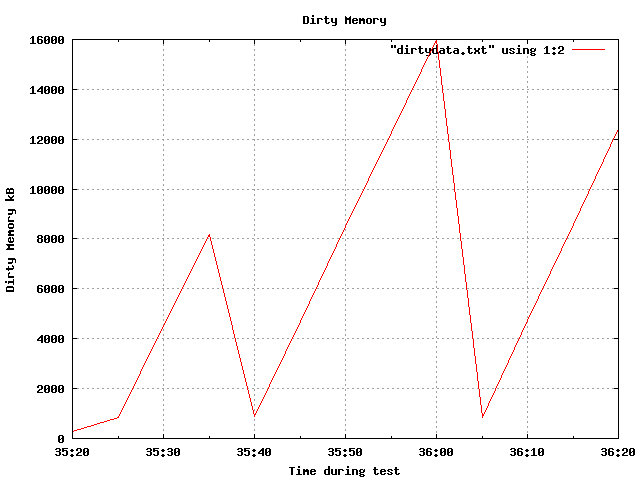 Dirty Memory
"dirtydata.txt" using 1:2
16000
14000
12000
10000
8000
6000
4000
2000
0
Dirty Memory kB
35:20 35:30 35:40 35:50 36:00 36:10 36:20
Time during test